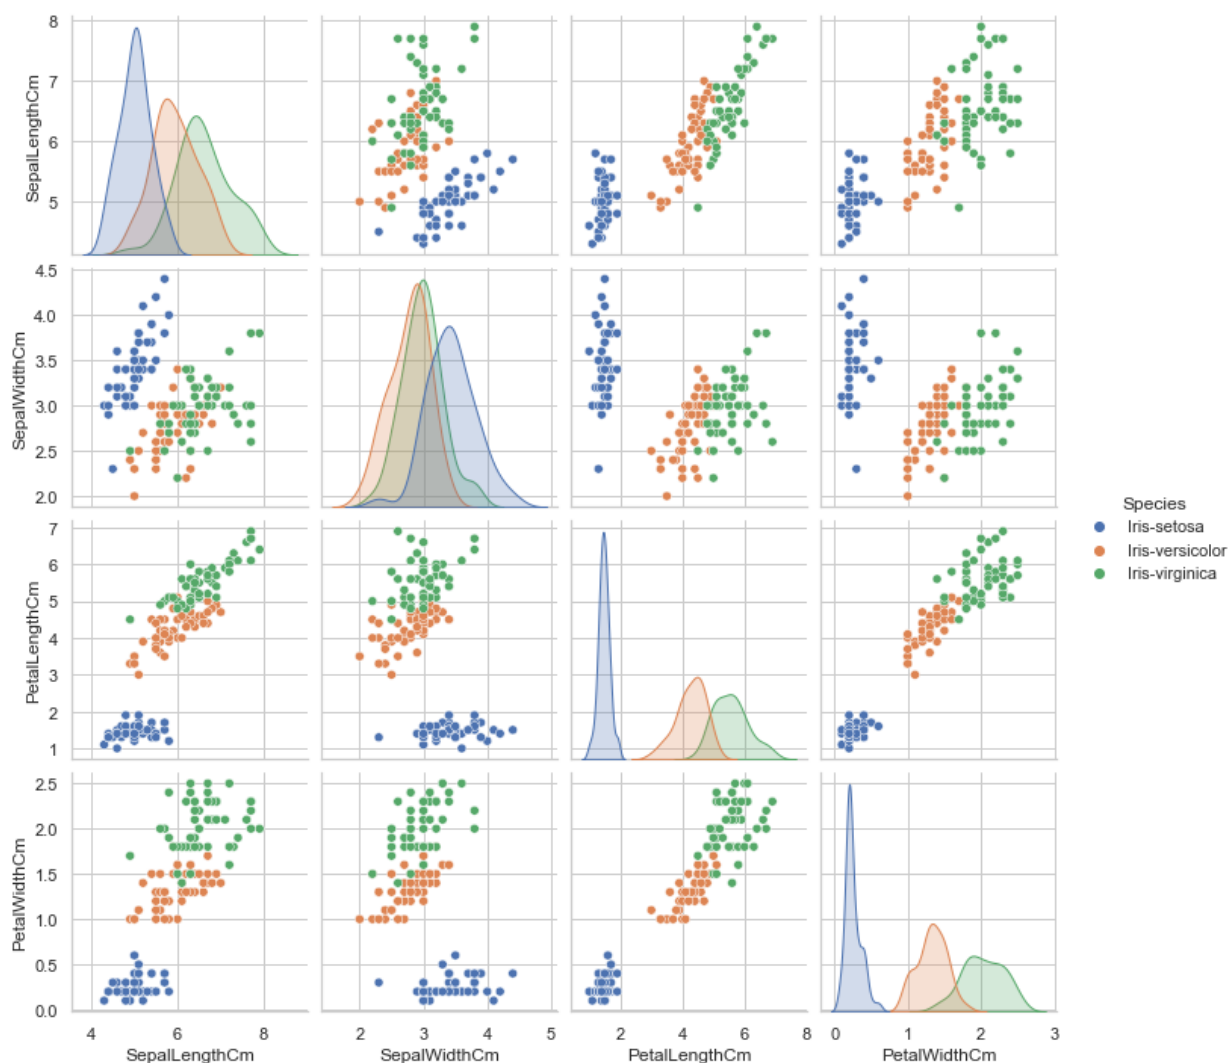 8
7
6
5
SepalLengthCm
4.5
4.0
3.5
3.0
2.5
2.0
SepalWidthCm
Species
Iris-setosa
Iris-versicolor
Iris-virginica
7
6
5
4
3
2
1
PetalLengthCm
2.5
2.0
1.5
1.0
0.5
0.0
PetalWidthCm
4 6 8
SepalLengthCm
2 3 4 5
SepalWidthCm
2 4 6 8
PetalLengthCm
0 1 2 3
PetalWidthCm